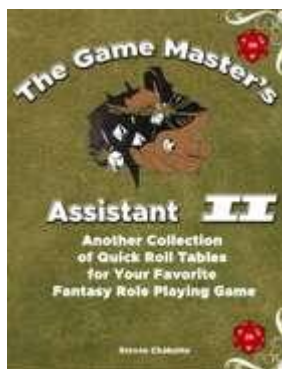 The Game Master's
Assistant II
Another Collection
of Quick Roll Tables
for Your Favorite
Fantasy Role Playing Game